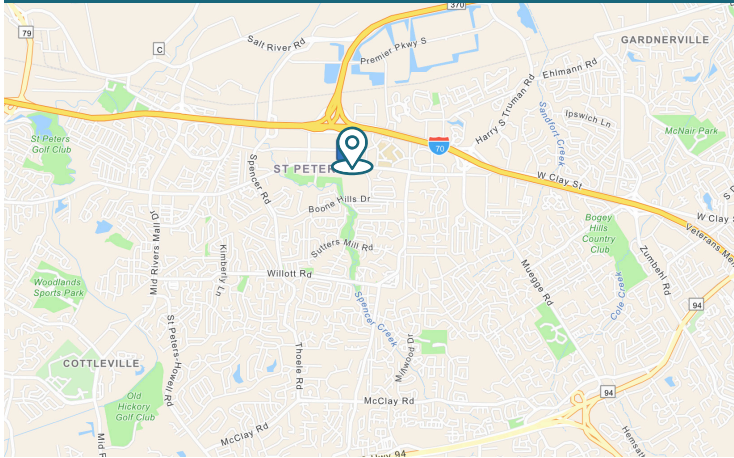 370
79
C
Salt River Rd
Premier Pkwy S
GARDNERVILLE
Ehlmann Rd
Harry S Truman Rd
Sandfort Creek
Ipswich Ln
McNair Park
St Peters
Golf Club
70
ST PETER
Spencer Rd
W Clay St
Boone Hills Dr
Mid Rivers Mall Dr
Kimberly Ln
Sutters Mill Rd
Bogey
Hills
Country
Club
W Clay S
Veterans Mem
Zumbehl Rd
Willott Rd
Muegge Rd
Cole Creek
Woodlands
Sports Park
Spencer Creek
94
St Peters-Howell Rd
Thoele Rd
Millwood Dr
COTTLEVILLE
94
Old
Hickory
Golf Club
McClay Rd
McClay Rd
Mid R
Hwy 94
Hemsath